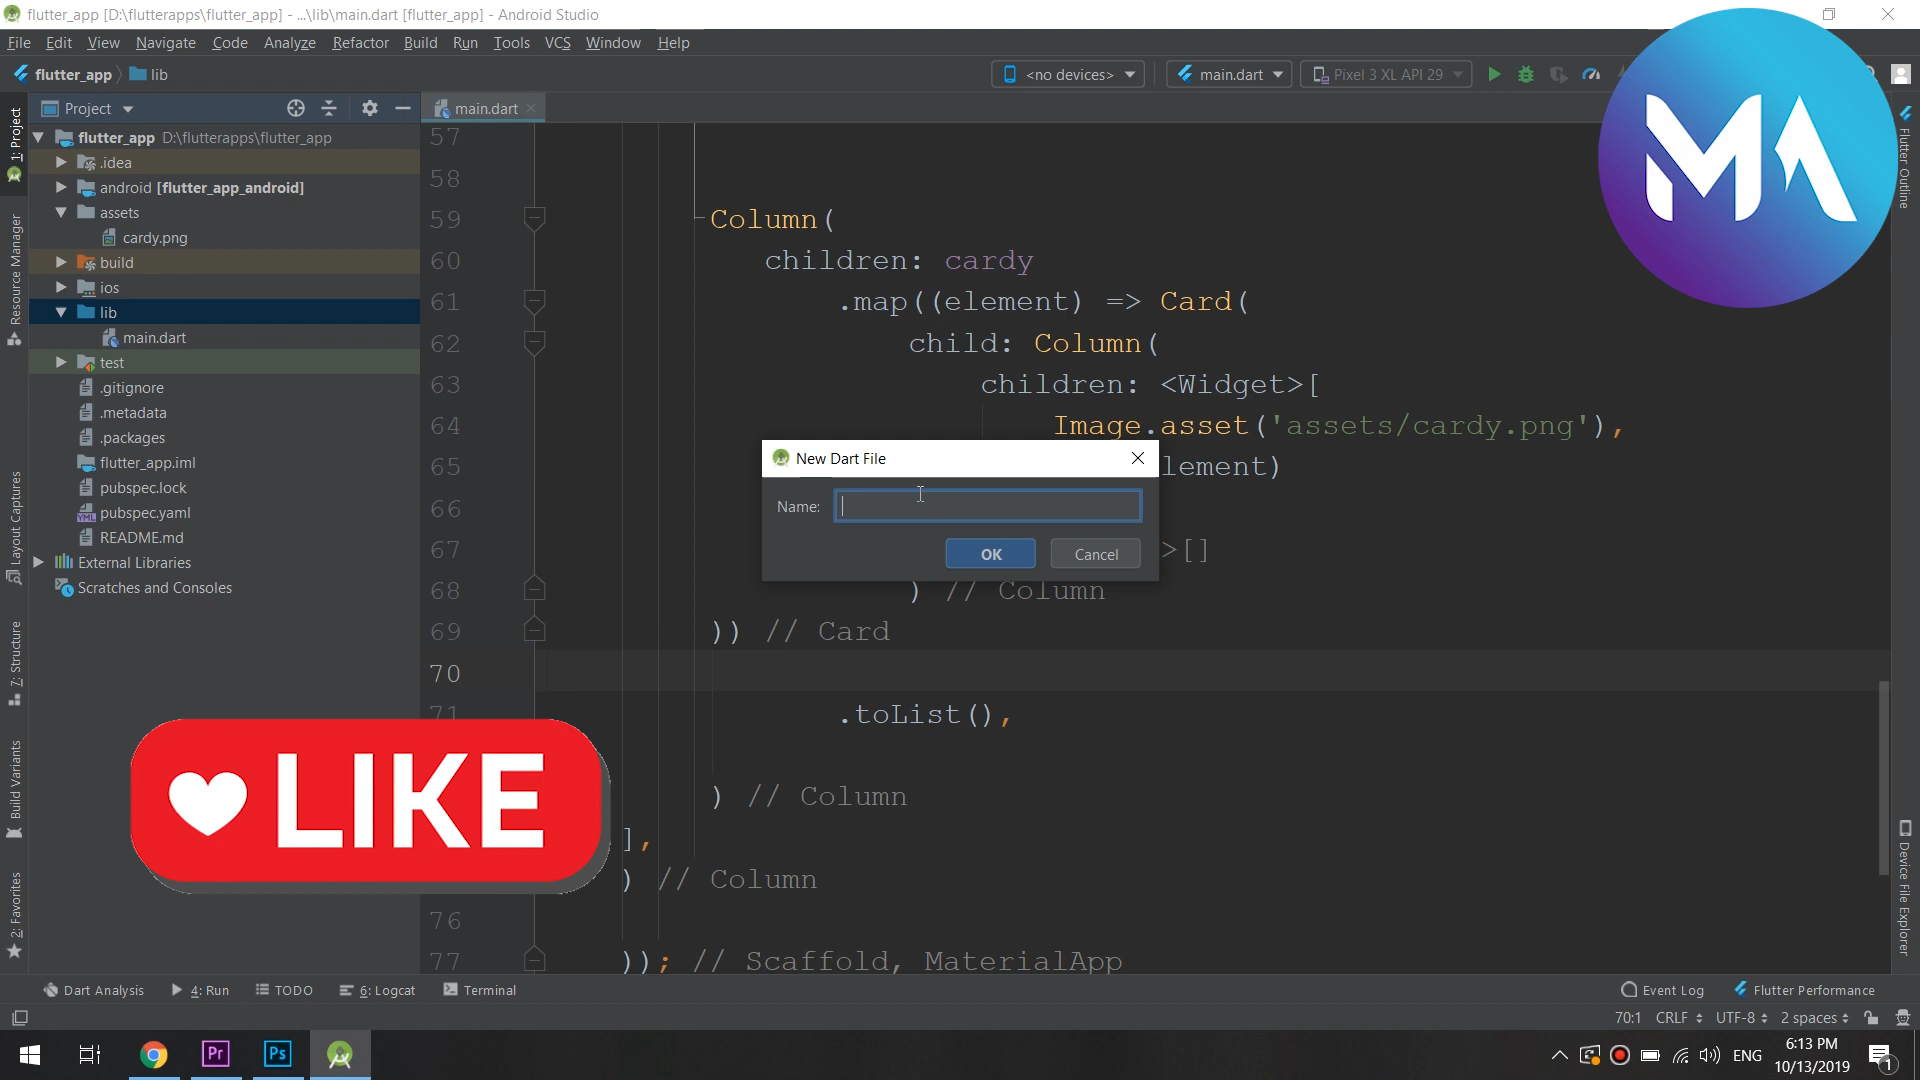 flutter_app [D:\flutterapps\flutter_app] - ...\lib\main.dart [flutter_app] - Android Studio
File Edit View Navigate Code Analyze Refactor Build Run Tools VCS Window Help
flutter_app lib <no devices> main.dart Pixel 3 XL API 29
MA
Project main.dart
flutter_app D:\flutterapps\flutter_app
.idea
android [flutter_app_android]
assets
cardy.png
build
ios
lib
main.dart
test
.gitignore
.metadata
.packages
flutter_app.iml
pubspec.lock
pubspec.yaml
README.md
External Libraries
Scratches and Consoles
1: Project
Resource Manager
Layout Captures
7: Structure
Build Variants
2: Favorites
57
58
59 Column(
60 children: cardy
61 .map((element) => Card(
62 child: Column(
63 children: <Widget>[
64 Image.asset('assets/cardy.png'),
65 lement)
66
67 >[]
68 ) // Column
69 )) // Card
70
71 .toList(),
) // Column
],
) // Column
76
77 )); // Scaffold, MaterialApp
New Dart File
Name:
OK Cancel
LIKE
Flutter Outline
Device File Explorer
Dart Analysis 4: Run TODO 6: Logcat Terminal Event Log Flutter Performance
70:1 CRLF UTF-8 2 spaces
Pr Ps ENG 6:13 PM
10/13/2019 1